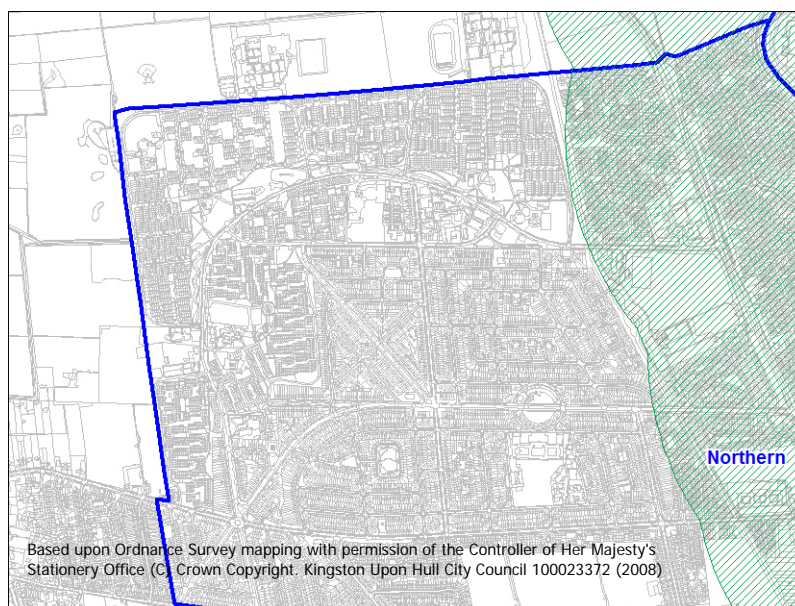 Northern
Based upon Ordnance Survey mapping with permission of the Controller of Her Majesty's
Stationery Office (C) Crown Copyright. Kingston Upon Hull City Council 100023372 (2008)